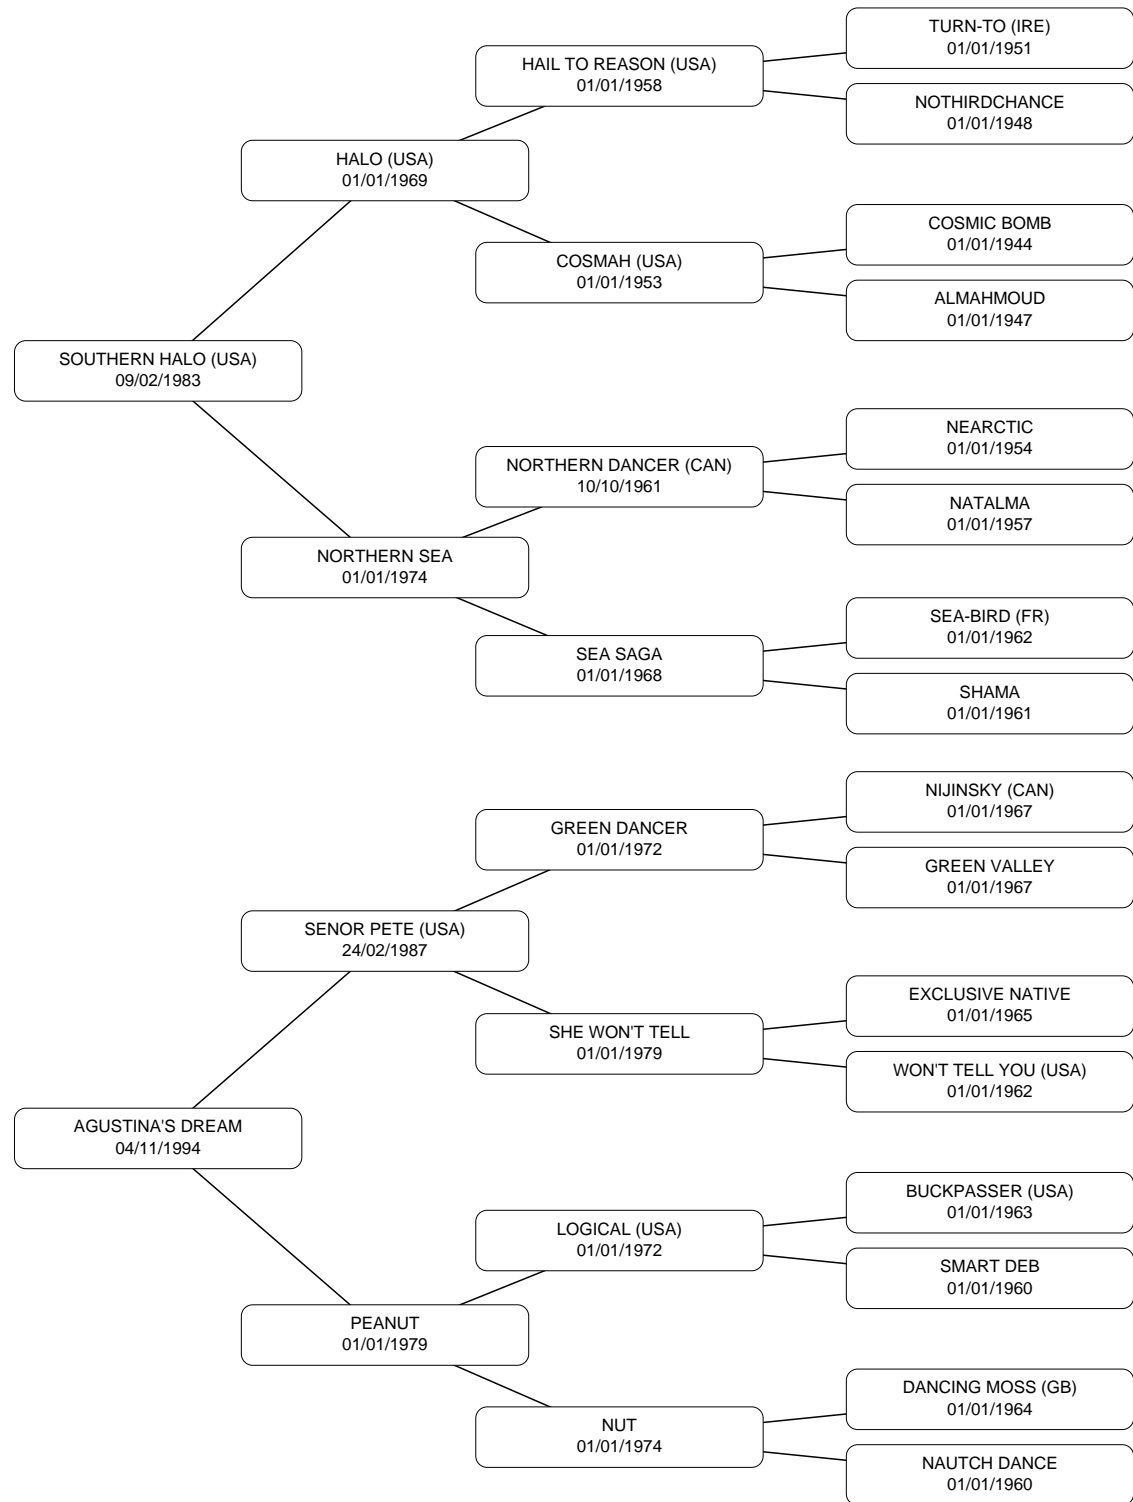 TURN-TO (IRE)
01/01/1951
HAIL TO REASON (USA)
01/01/1958
NOTHIRDCHANCE
01/01/1948
HALO (USA)
01/01/1969
COSMIC BOMB
01/01/1944
COSMAH (USA)
01/01/1953
ALMAHMOUD
01/01/1947
SOUTHERN HALO (USA)
09/02/1983
NEARCTIC
01/01/1954
NORTHERN DANCER (CAN)
10/10/1961
NATALMA
01/01/1957
NORTHERN SEA
01/01/1974
SEA-BIRD (FR)
01/01/1962
SEA SAGA
01/01/1968
SHAMA
01/01/1961
NIJINSKY (CAN)
01/01/1967
GREEN DANCER
01/01/1972
GREEN VALLEY
01/01/1967
SENOR PETE (USA)
24/02/1987
EXCLUSIVE NATIVE
01/01/1965
SHE WON'T TELL
01/01/1979
WON'T TELL YOU (USA)
01/01/1962
AGUSTINA'S DREAM
04/11/1994
BUCKPASSER (USA)
01/01/1963
LOGICAL (USA)
01/01/1972
SMART DEB
01/01/1960
PEANUT
01/01/1979
DANCING MOSS (GB)
01/01/1964
NUT
01/01/1974
NAUTCH DANCE
01/01/1960